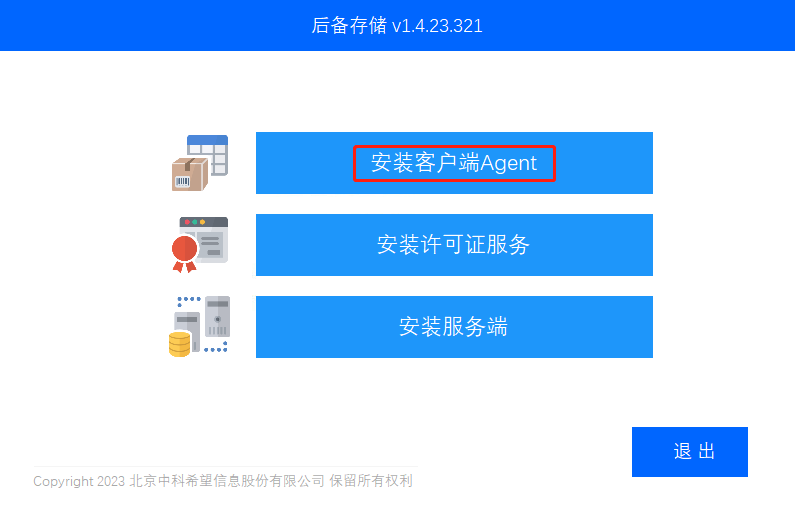 后备存储 v1.4.23.321
安装客户端Agent
安装许可证服务
安装服务端
退 出
Copyright 2023 北京中科希望信息股份有限公司 保留所有权利